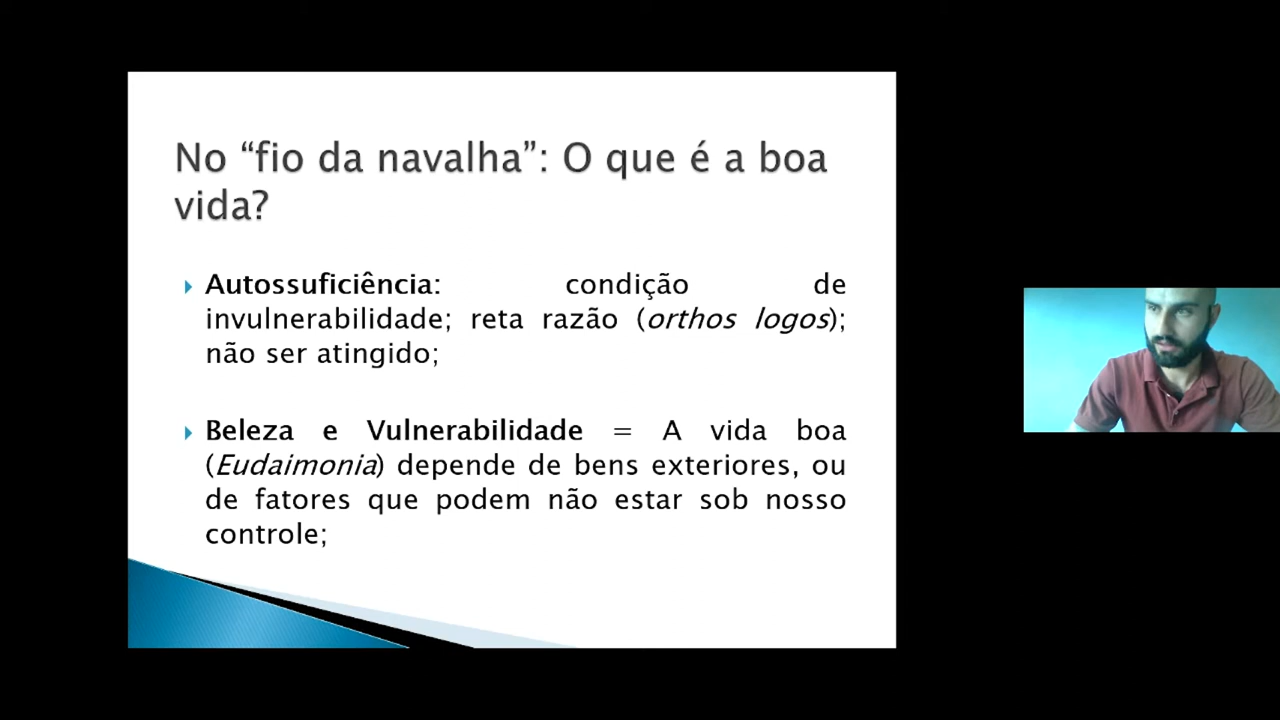 No “fio da navalha”: O que é a boa
vida?
Autossuficiência: condição de
invulnerabilidade; reta razão (orthos logos);
não ser atingido;
Beleza e Vulnerabilidade = A vida boa
(Eudaimonia) depende de bens exteriores, ou
de fatores que podem não estar sob nosso
controle;